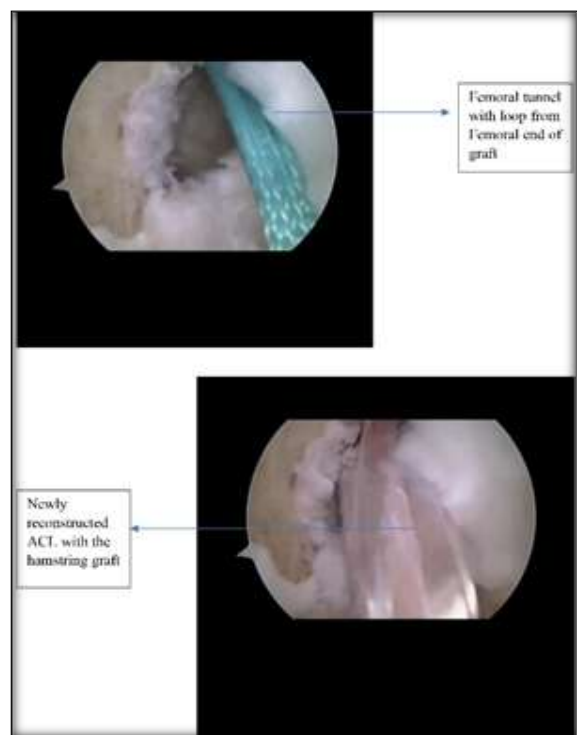 Femoral tunnel
with loop from
Femoral end of
graft
Newly
reconstructed
ACL with the
hamstring graft